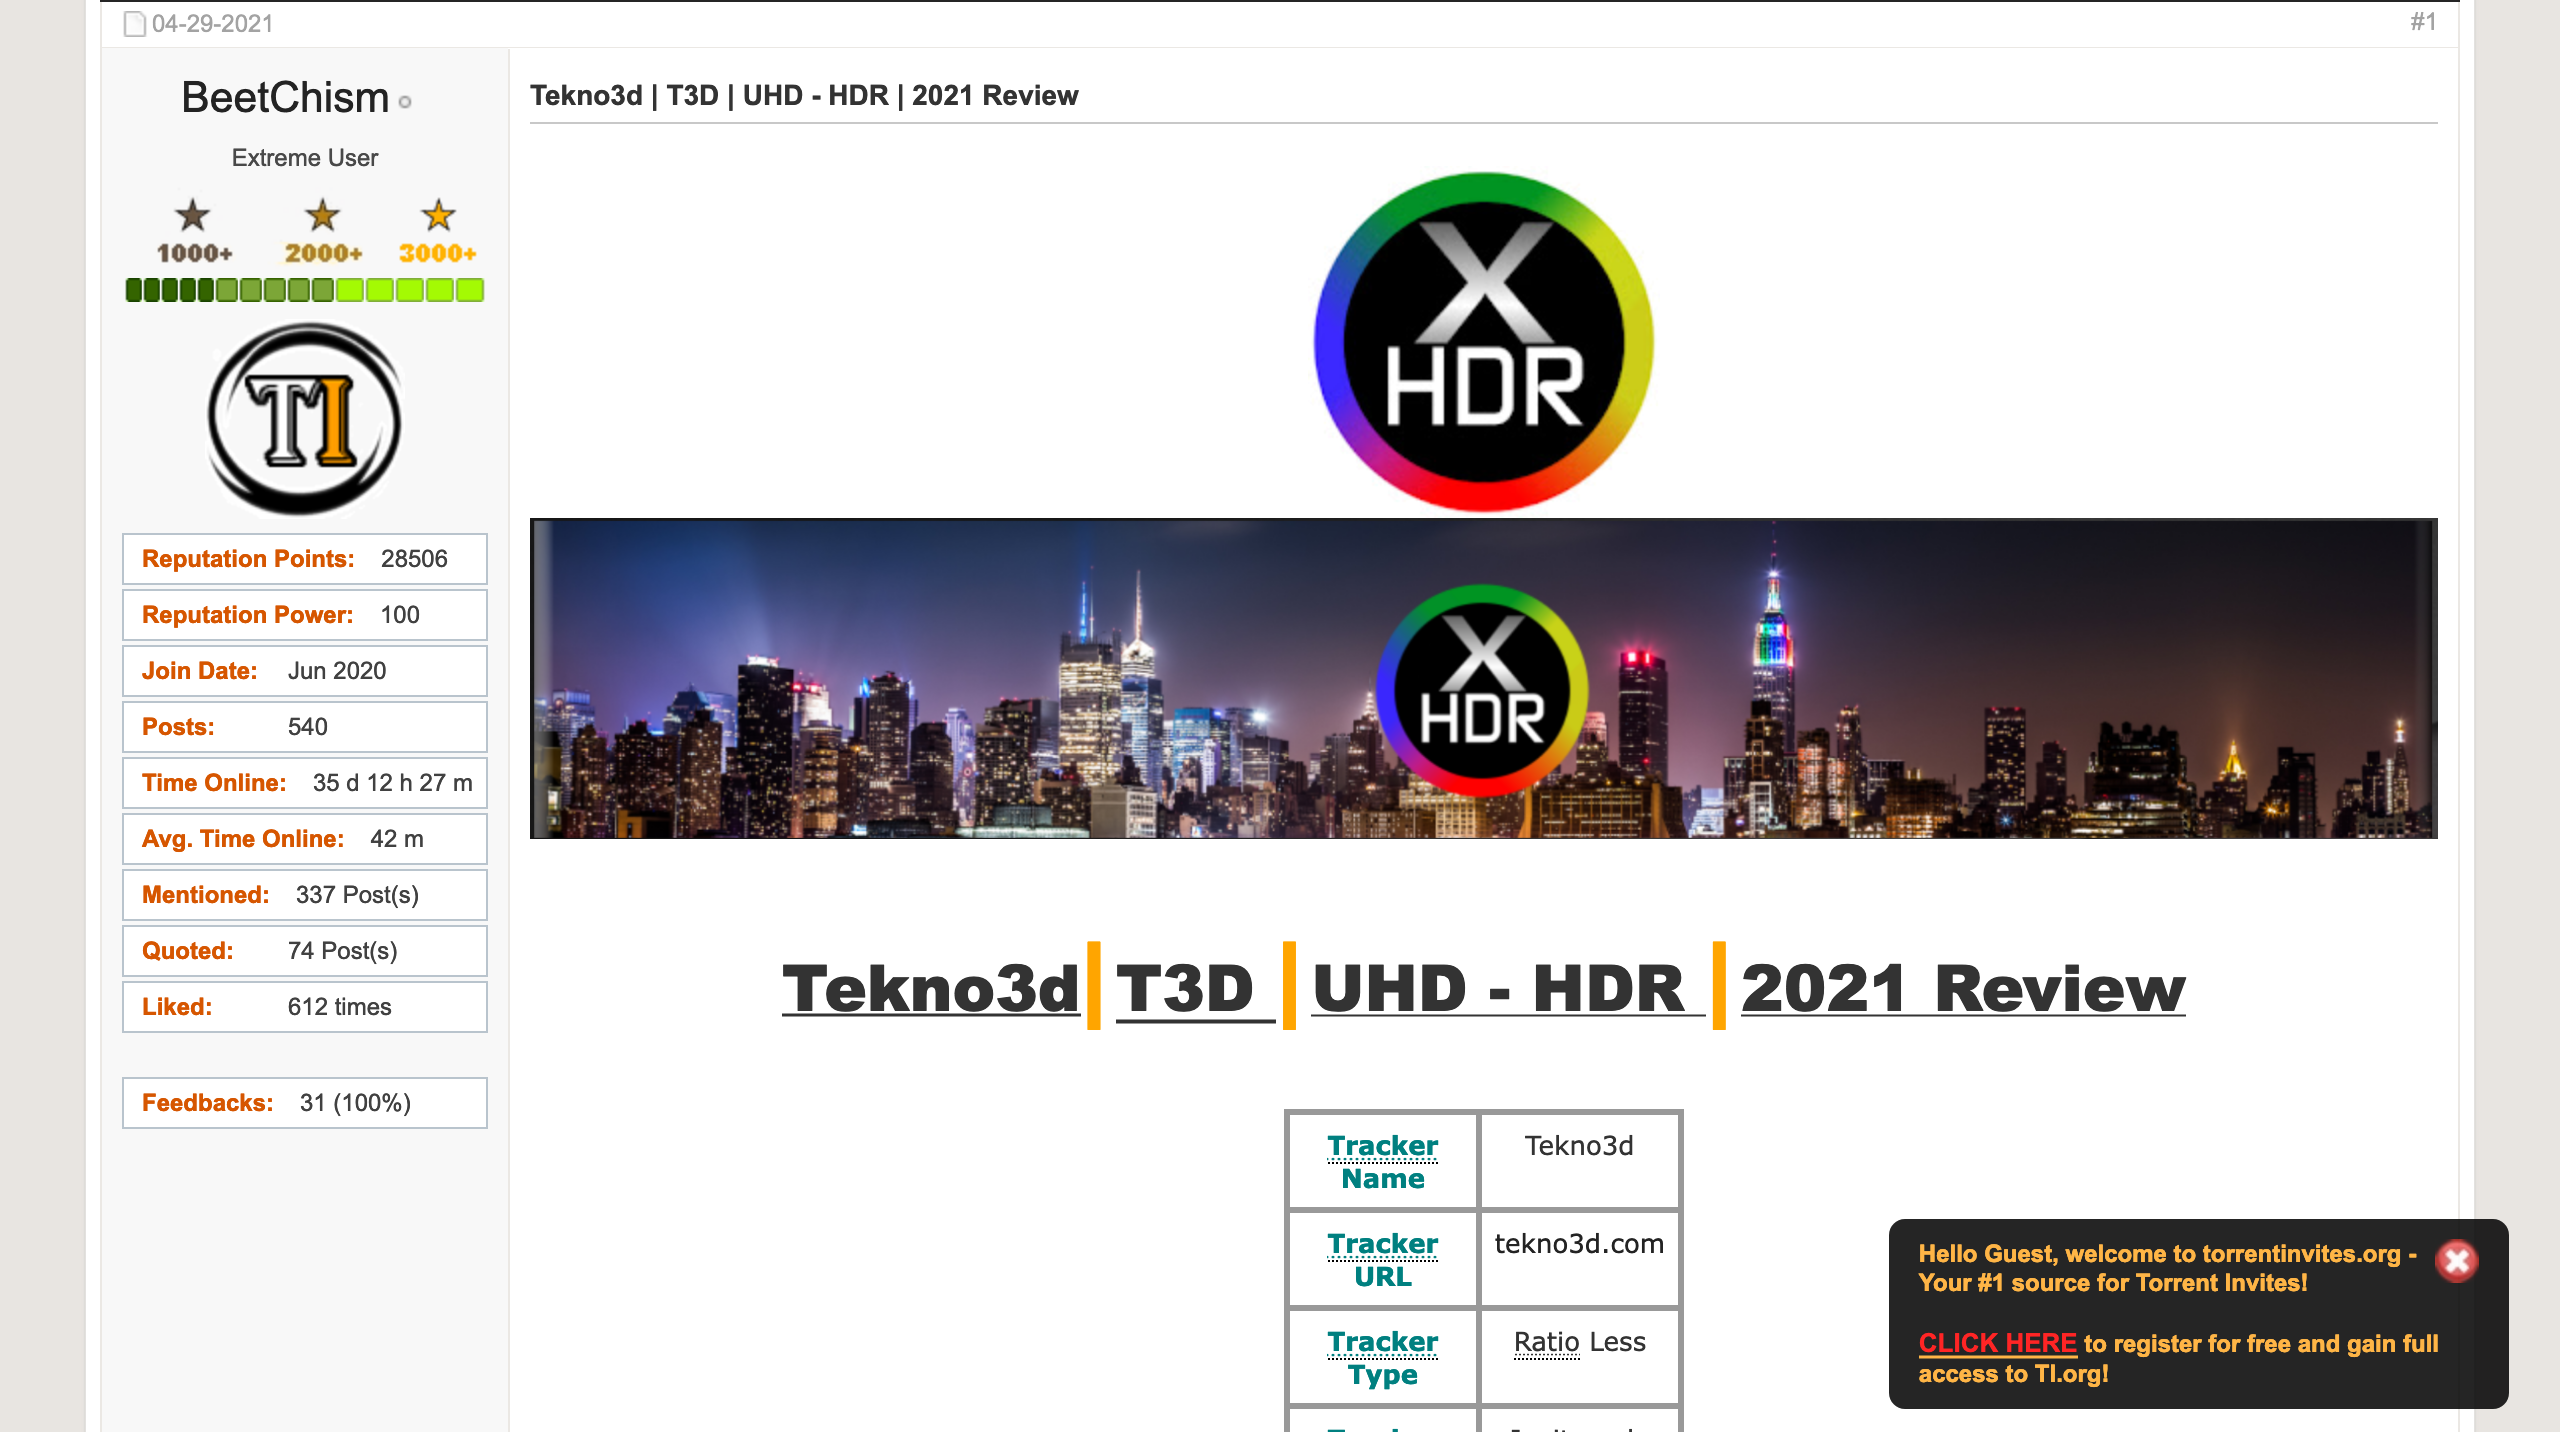 04-29-2021
#1
BeetChism
Extreme User
1000+ 2000+ 3000+
TI
Reputation Points: 28506
Reputation Power: 100
Join Date: Jun 2020
Posts: 540
Time Online: 35 d 12 h 27 m
Avg. Time Online: 42 m
Mentioned: 337 Post(s)
Quoted: 74 Post(s)
Liked: 612 times
Feedbacks: 31 (100%)
Tekno3d | T3D | UHD - HDR | 2021 Review
X
HDR
X
HDR
Tekno3d | T3D | UHD - HDR | 2021 Review
Tracker
Name
Tekno3d
Tracker
URL
tekno3d.com
Tracker
Type
Ratio Less
Hello Guest, welcome to torrentinvites.org -
Your #1 source for Torrent Invites!
CLICK HERE to register for free and gain full
access to TI.org!